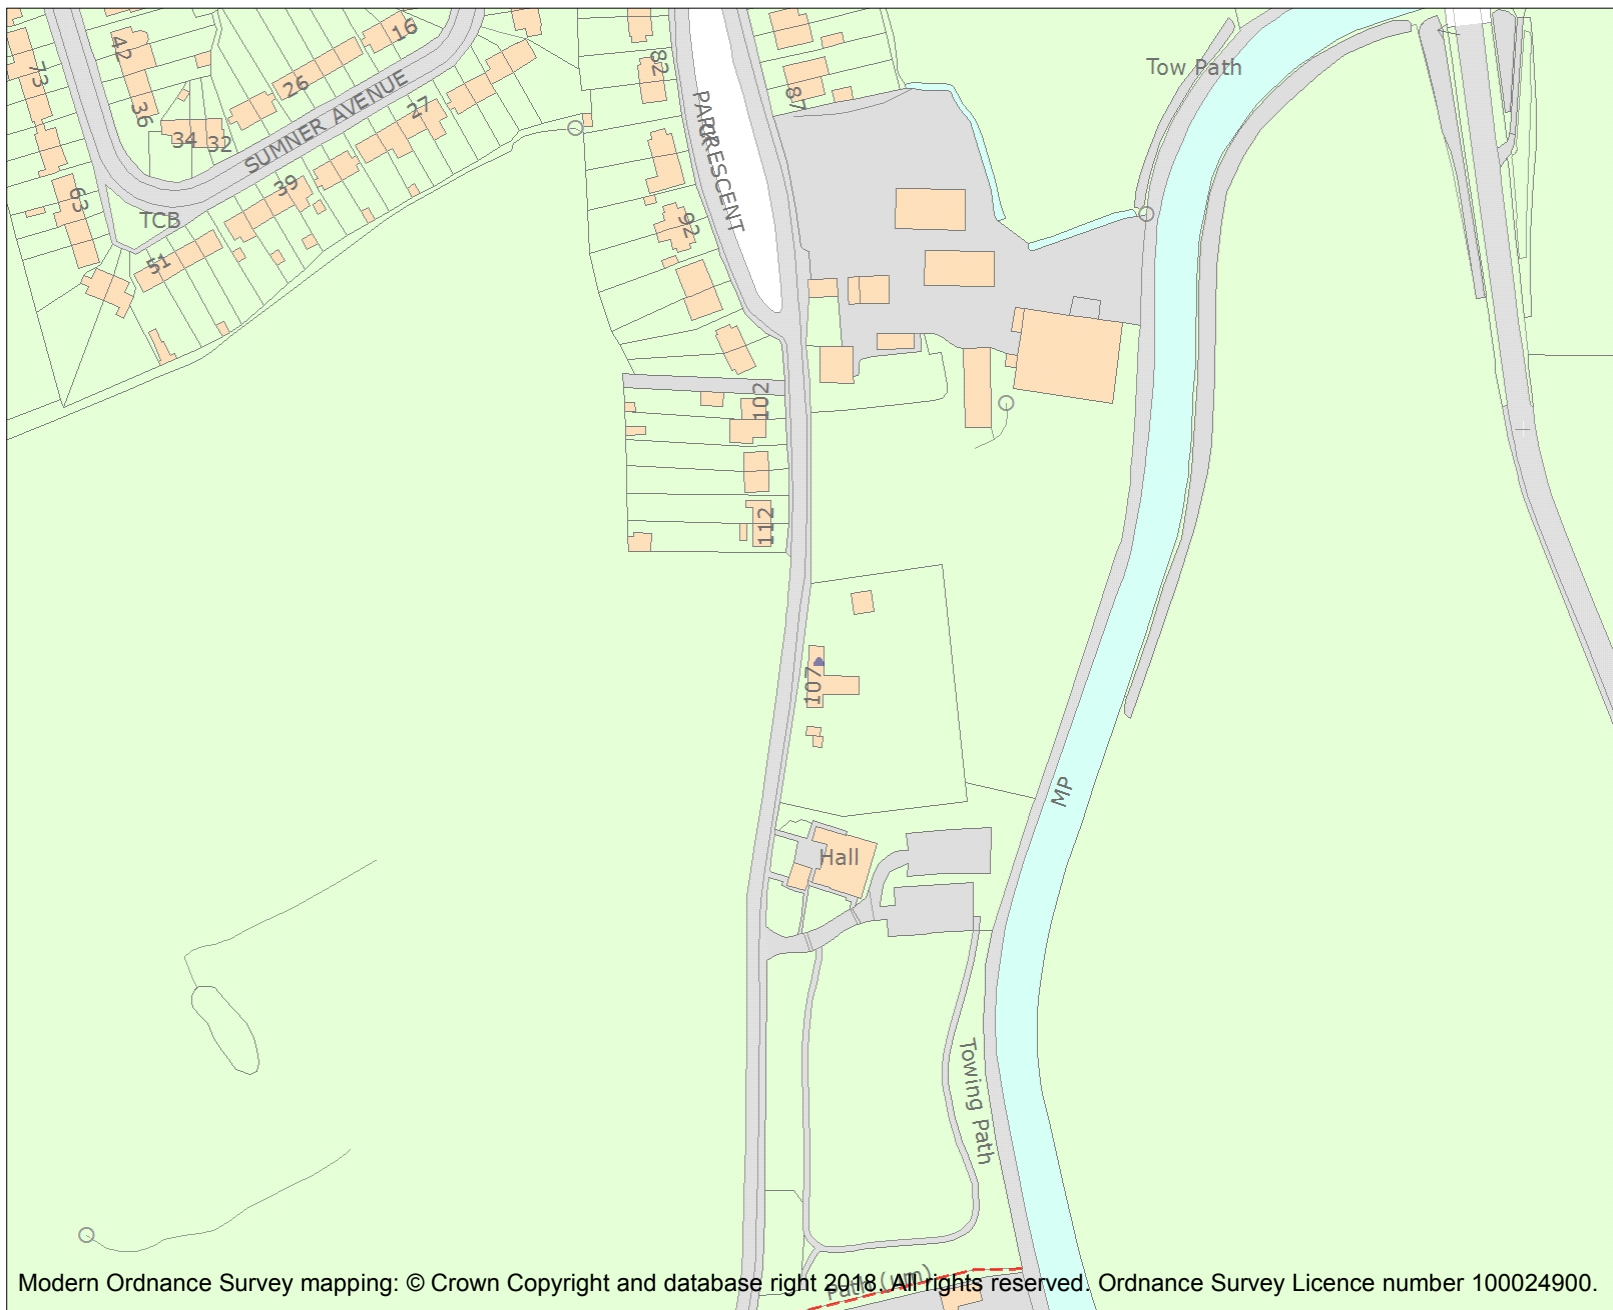 73
42
36
34 32
26
16
SUMNER AVENUE
27
39
63
TCB
51
82
87
PARK
CRESCENT
92
Tow Path
102
112
107
MP
Hall
Towing Path
Path (um)
Modern Ordnance Survey mapping: © Crown Copyright and database right 2018. All rights reserved. Ordnance Survey Licence number 100024900.